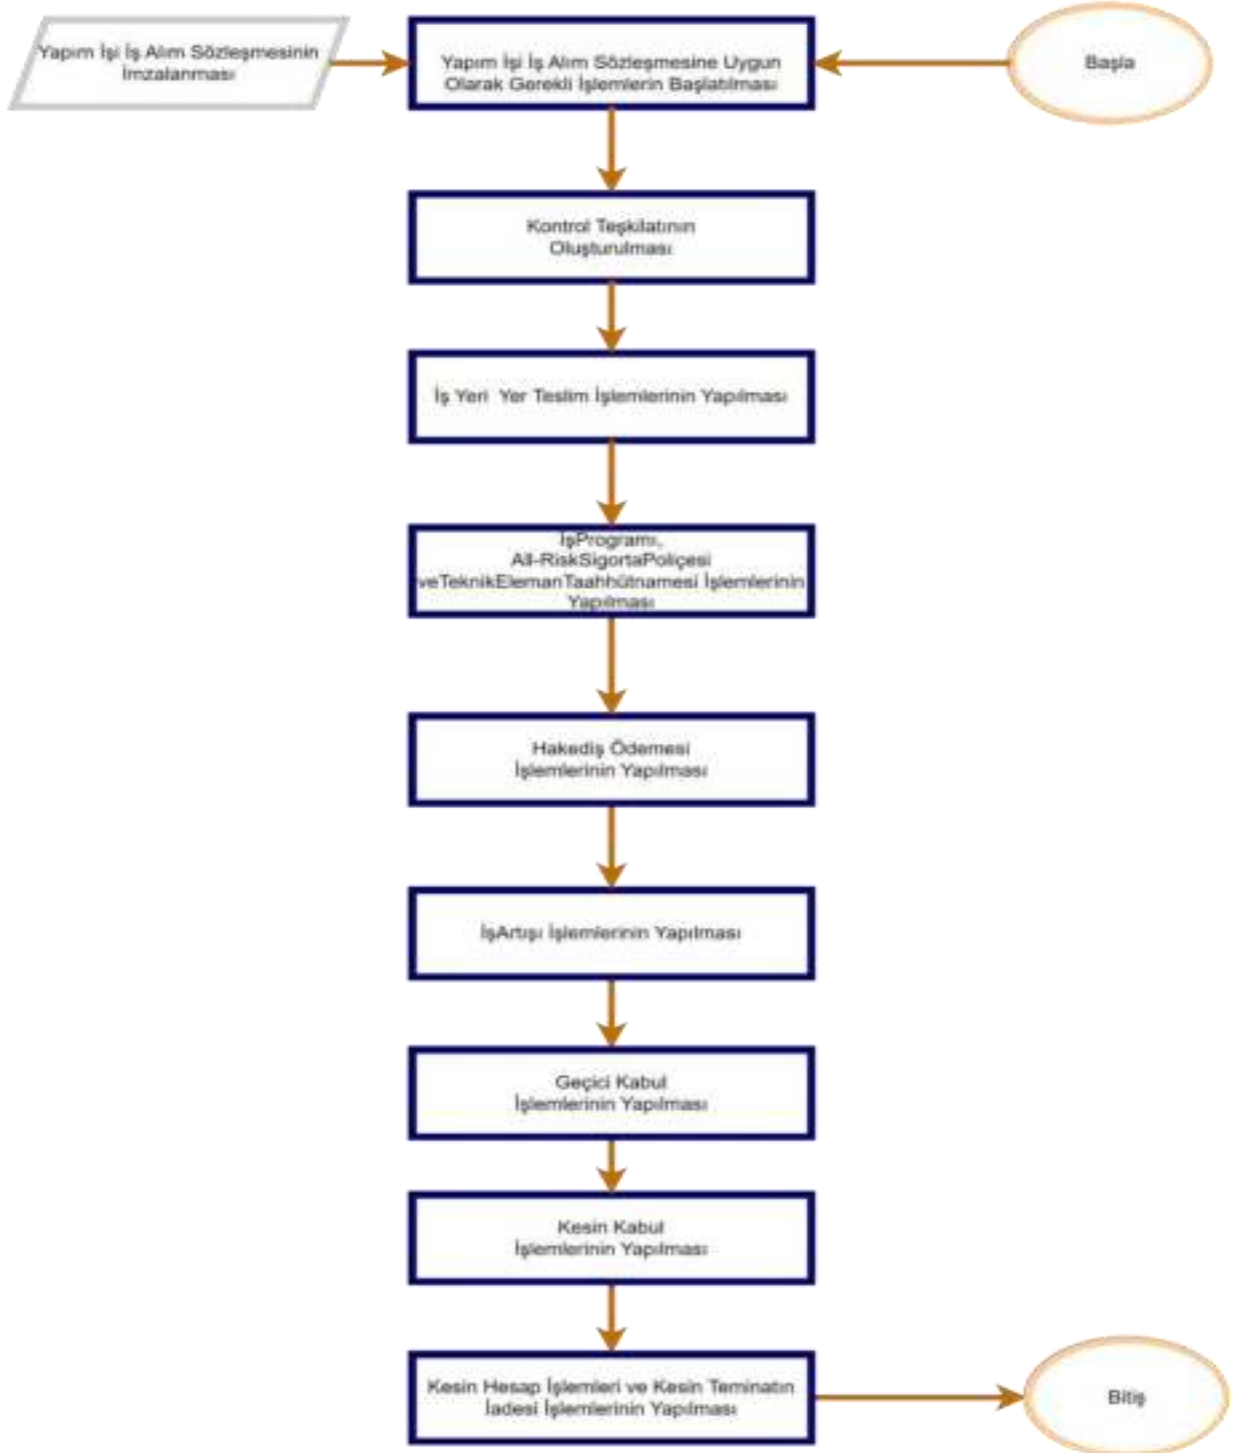 Yapım İşi İş Alım Sözleşmesinin
İmzalanması
Yapım İşi İş Alım Sözleşmesine Uygun
Olarak Gerekli İşlemlerin Başlatılması
Başla
Kontrol Teşkilatının
Oluşturulması
İş Yeri Yer Teslim İşlemlerinin Yapılması
İşProgramı,
All-RiskSigortaPoliçesi
veTeknikElemanTaahhütnamesi İşlemlerinin
Yapılması
Hakediş Ödemesi
İşlemlerinin Yapılması
İşArtışı İşlemlerinin Yapılması
Geçici Kabul
İşlemlerinin Yapılması
Kesin Kabul
İşlemlerinin Yapılması
Kesin Hesap İşlemleri ve Kesin Teminatın
İadesi İşlemlerinin Yapılması
Bitiş